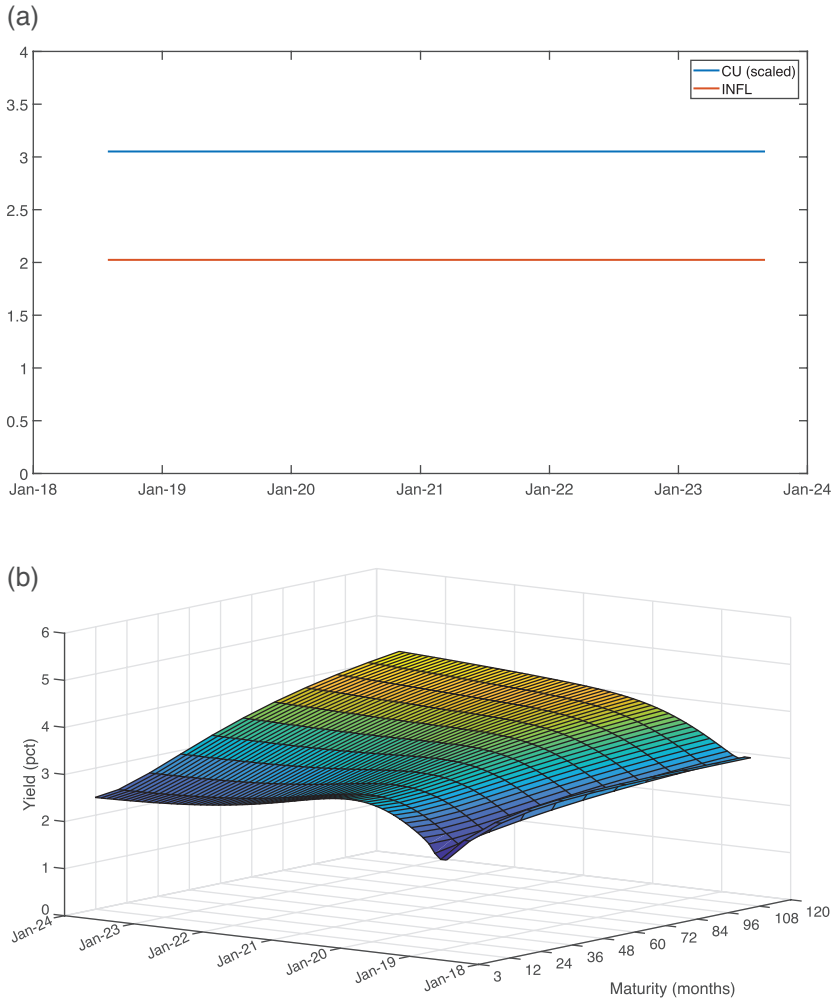 (a)
4
3.5
3
2.5
2
1.5
1
0.5
0
CU (scaled)
INFL
Jan-18 Jan-19 Jan-20 Jan-21 Jan-22 Jan-23 Jan-24
(b)
6
5
4
3
2
1
0
Yield (pct)
Jan-24 Jan-23 Jan-22 Jan-21 Jan-20 Jan-19 Jan-18
3 12 24 36 48 60 72 84 96 108 120
Maturity (months)